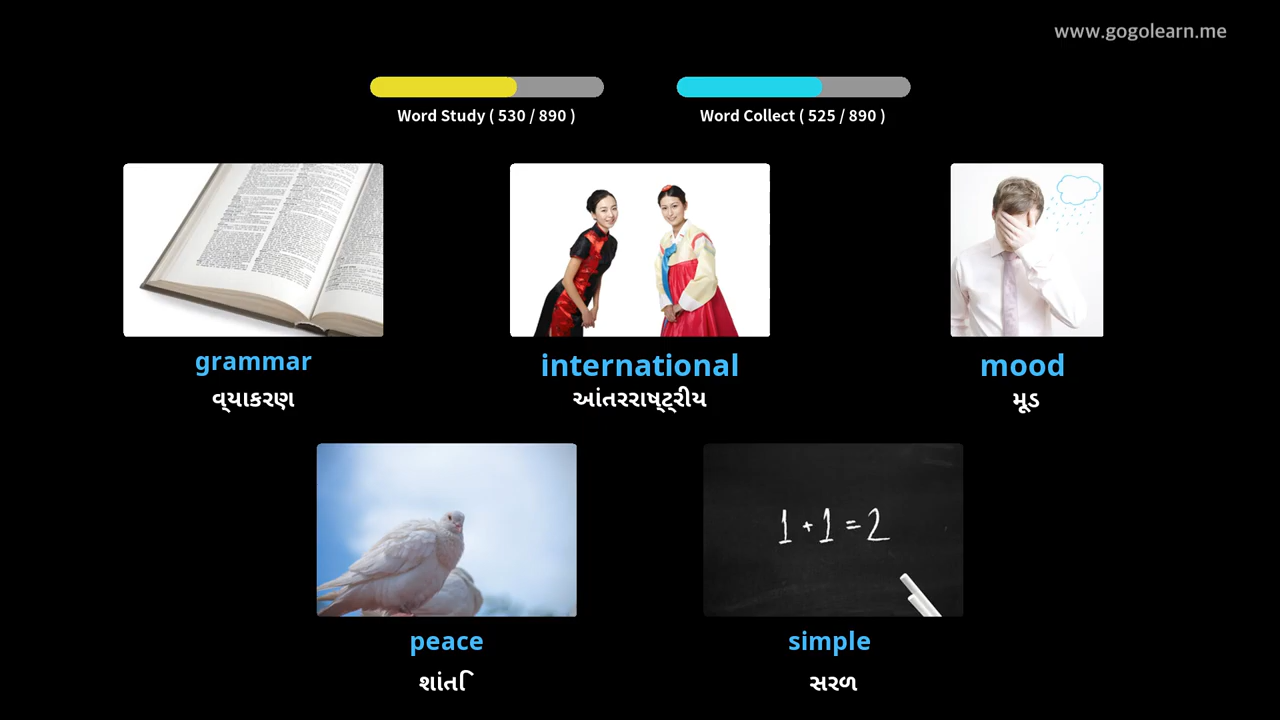 www.gogolearn.me
Word Study ( 530 / 890 )
Word Collect ( 525 / 890 )
grammar
international
mood
વ્યાકરણ
આંતરરાષ્ટ્રીય
મૂડ
1 + 1 = 2
peace
simple
શાંતિ
સરળ